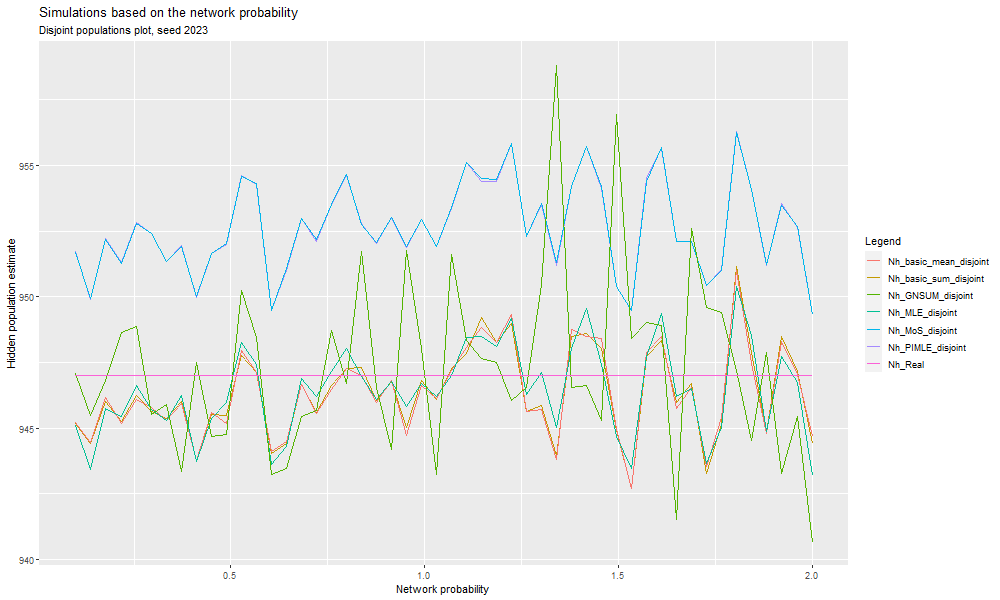 Simulations based on the network probability
Disjoint populations plot, seed 2023
Hidden population estimate
955
950
945
940
0.5
1.0
1.5
2.0
Network probability
Legend
Nh_basic_mean_disjoint
Nh_basic_sum_disjoint
Nh_GNSUM_disjoint
Nh_MLE_disjoint
Nh_MoS_disjoint
Nh_PIMLE_disjoint
Nh_Real